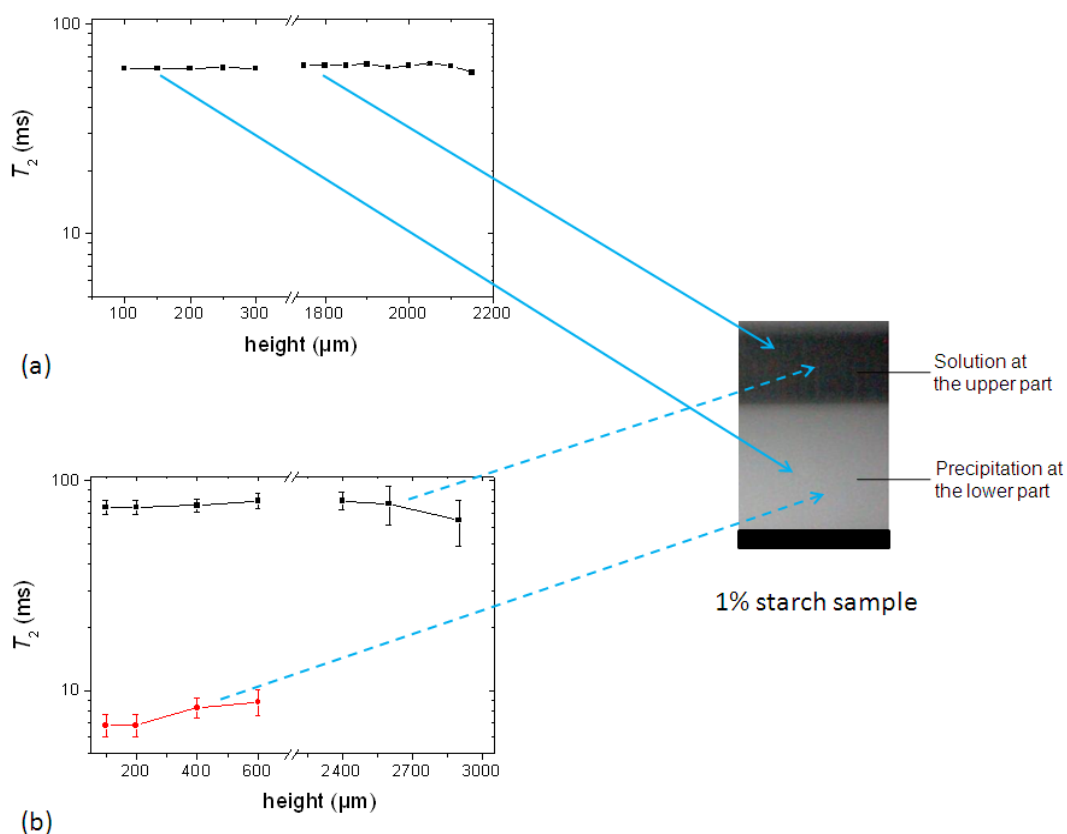 100
10
T2 (ms)
100 200 300 1800 2000 2200
height (µm)
(a)
Solution at
the upper part
Precipitation at
the lower part
1% starch sample
100
10
T2 (ms)
200 400 600 2400 2700 3000
height (µm)
(b)